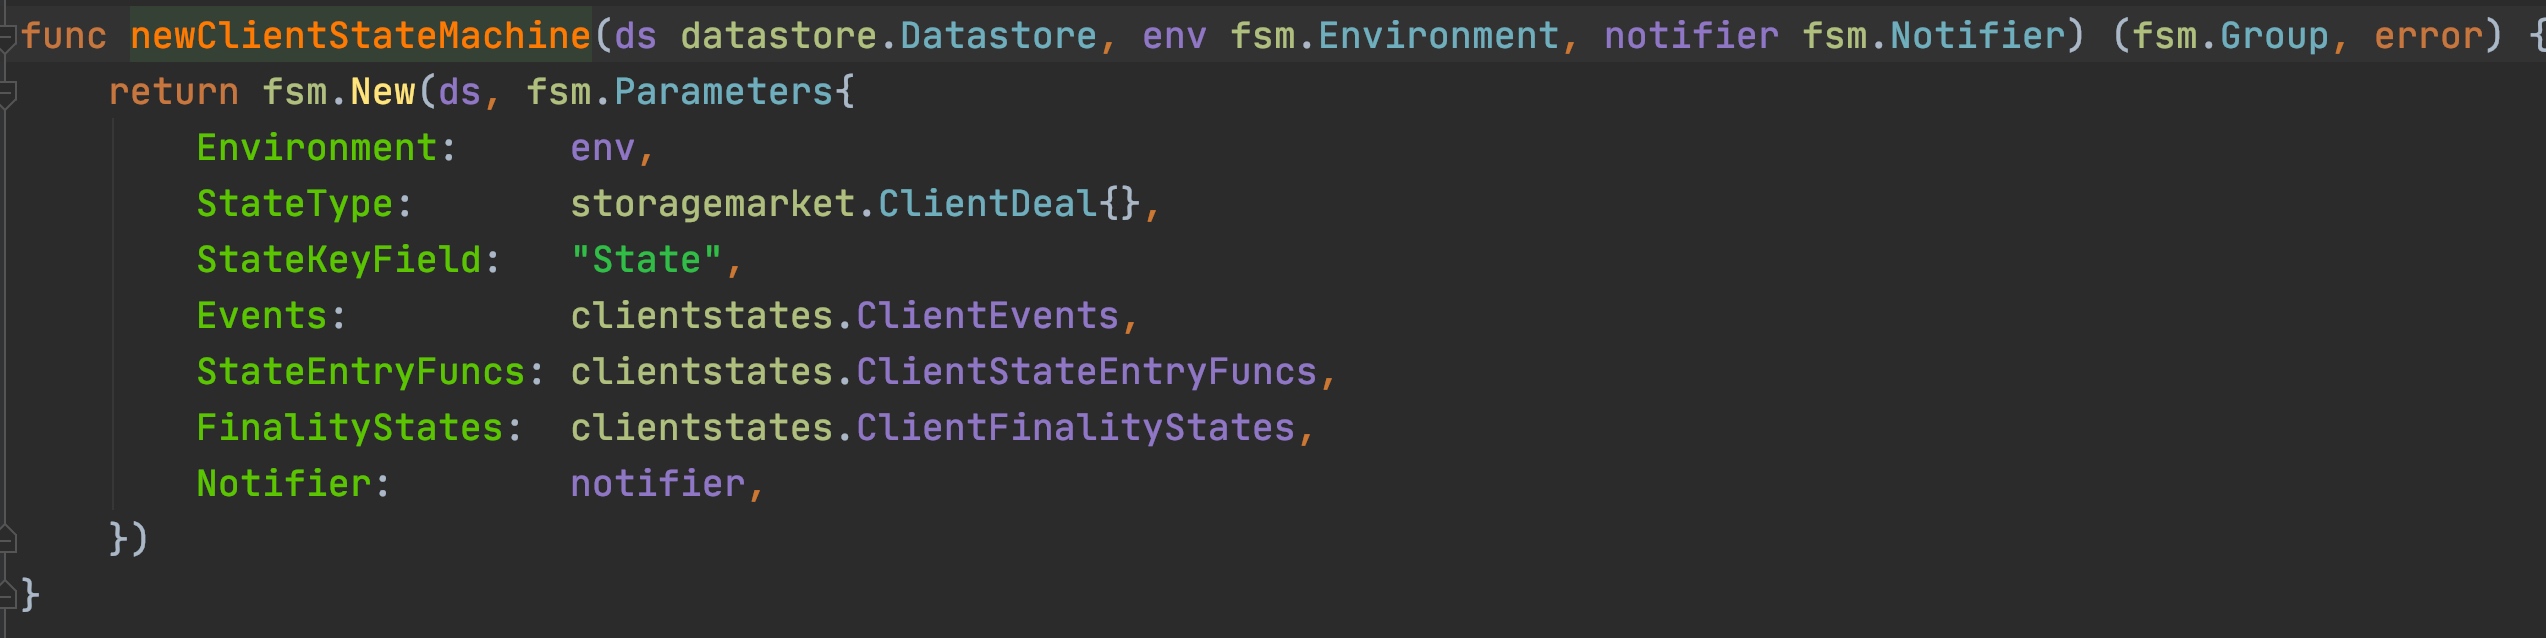 func newClientStateMachine(ds datastore.Datastore, env fsm.Environment, notifier fsm.Notifier) (fsm.Group, error) {
    return fsm.New(ds, fsm.Parameters{
        Environment:     env,
        StateType:       storagemarket.ClientDeal{},
        StateKeyField:   "State",
        Events:          clientstates.ClientEvents,
        StateEntryFuncs: clientstates.ClientStateEntryFuncs,
        FinalityStates:  clientstates.ClientFinalityStates,
        Notifier:        notifier,
    })
}